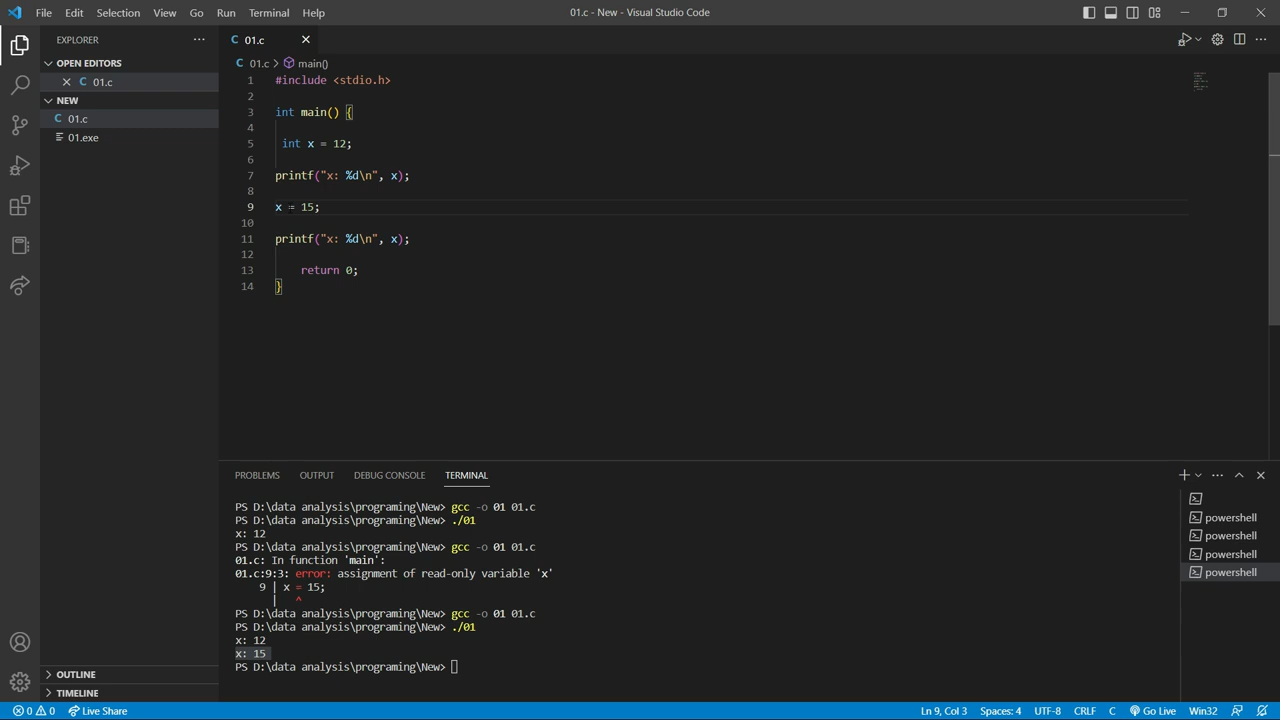 File Edit Selection View Go Run Terminal Help
01.c - New - Visual Studio Code
EXPLORER
OPEN EDITORS
C 01.c
NEW
C 01.c
01.exe
OUTLINE
TIMELINE
C 01.c
C 01.c > main()
1 #include <stdio.h>
2
3 int main() {
4
5 int x = 12;
6
7 printf("x: %d\n", x);
8
9 x = 15;
10
11 printf("x: %d\n", x);
12
13 return 0;
14 }
PROBLEMS OUTPUT DEBUG CONSOLE TERMINAL
PS D:\data analysis\programing\New> gcc -o 01 01.c
PS D:\data analysis\programing\New> ./01
x: 12
PS D:\data analysis\programing\New> gcc -o 01 01.c
01.c: In function 'main':
01.c:9:3: error: assignment of read-only variable 'x'
9 | x = 15;
| ^
PS D:\data analysis\programing\New> gcc -o 01 01.c
PS D:\data analysis\programing\New> ./01
x: 12
x: 15
PS D:\data analysis\programing\New>
powershell
powershell
powershell
powershell
0 0 Live Share
Ln 9, Col 3 Spaces: 4 UTF-8 CRLF C Go Live Win32